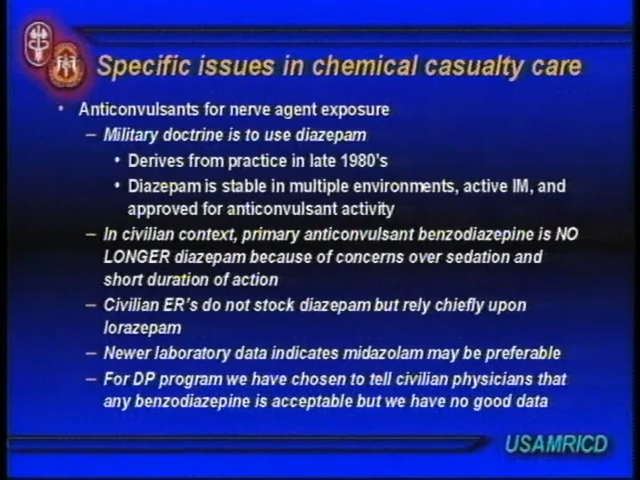 Specific issues in chemical casualty care
• Anticonvulsants for nerve agent exposure
– Military doctrine is to use diazepam
• Derives from practice in late 1980's
• Diazepam is stable in multiple environments, active IM, and
approved for anticonvulsant activity
– In civilian context, primary anticonvulsant benzodiazepine is NO
LONGER diazepam because of concerns over sedation and
short duration of action
– Civilian ER's do not stock diazepam but rely chiefly upon
lorazepam
– Newer laboratory data indicates midazolam may be preferable
– For DP program we have chosen to tell civilian physicians that
any benzodiazepine is acceptable but we have no good data
USAMRICD